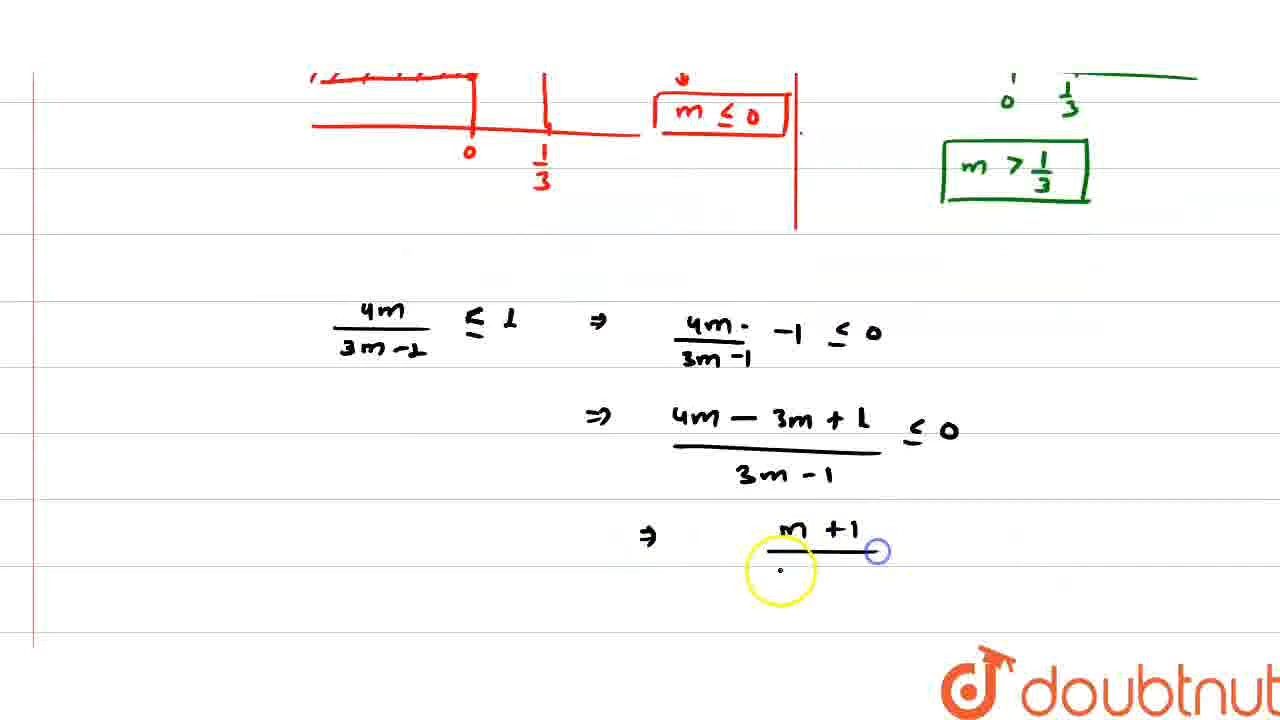 m ≤ 0
0 1/3
0 1/3
m > 1/3
4m/(3m-1) ≤ 1 ⇒ 4m/(3m-1) -1 ≤ 0
⇒ (4m - 3m + 1)/(3m-1) ≤ 0
⇒ m+1
doubtnut